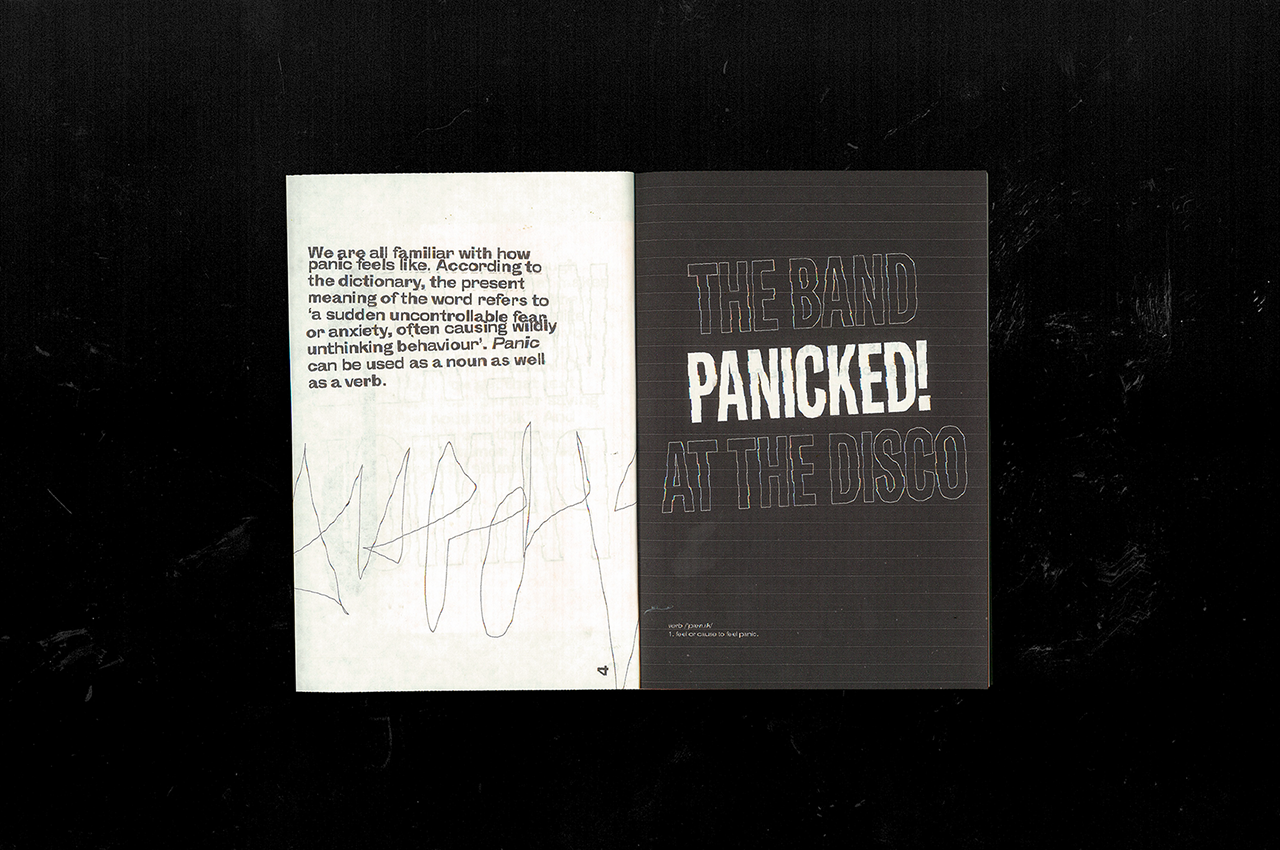 We are all familiar with how
panic feels like. According to
the dictionary, the present
meaning of the word refers to
‘a sudden uncontrollable fear
or anxiety, often causing wildly
unthinking behaviour’. Panic
can be used as a noun as well
as a verb.
4
THE BAND
PANICKED!
AT THE DISCO
verb /ˈpanɪk/
1. feel or cause to feel panic.